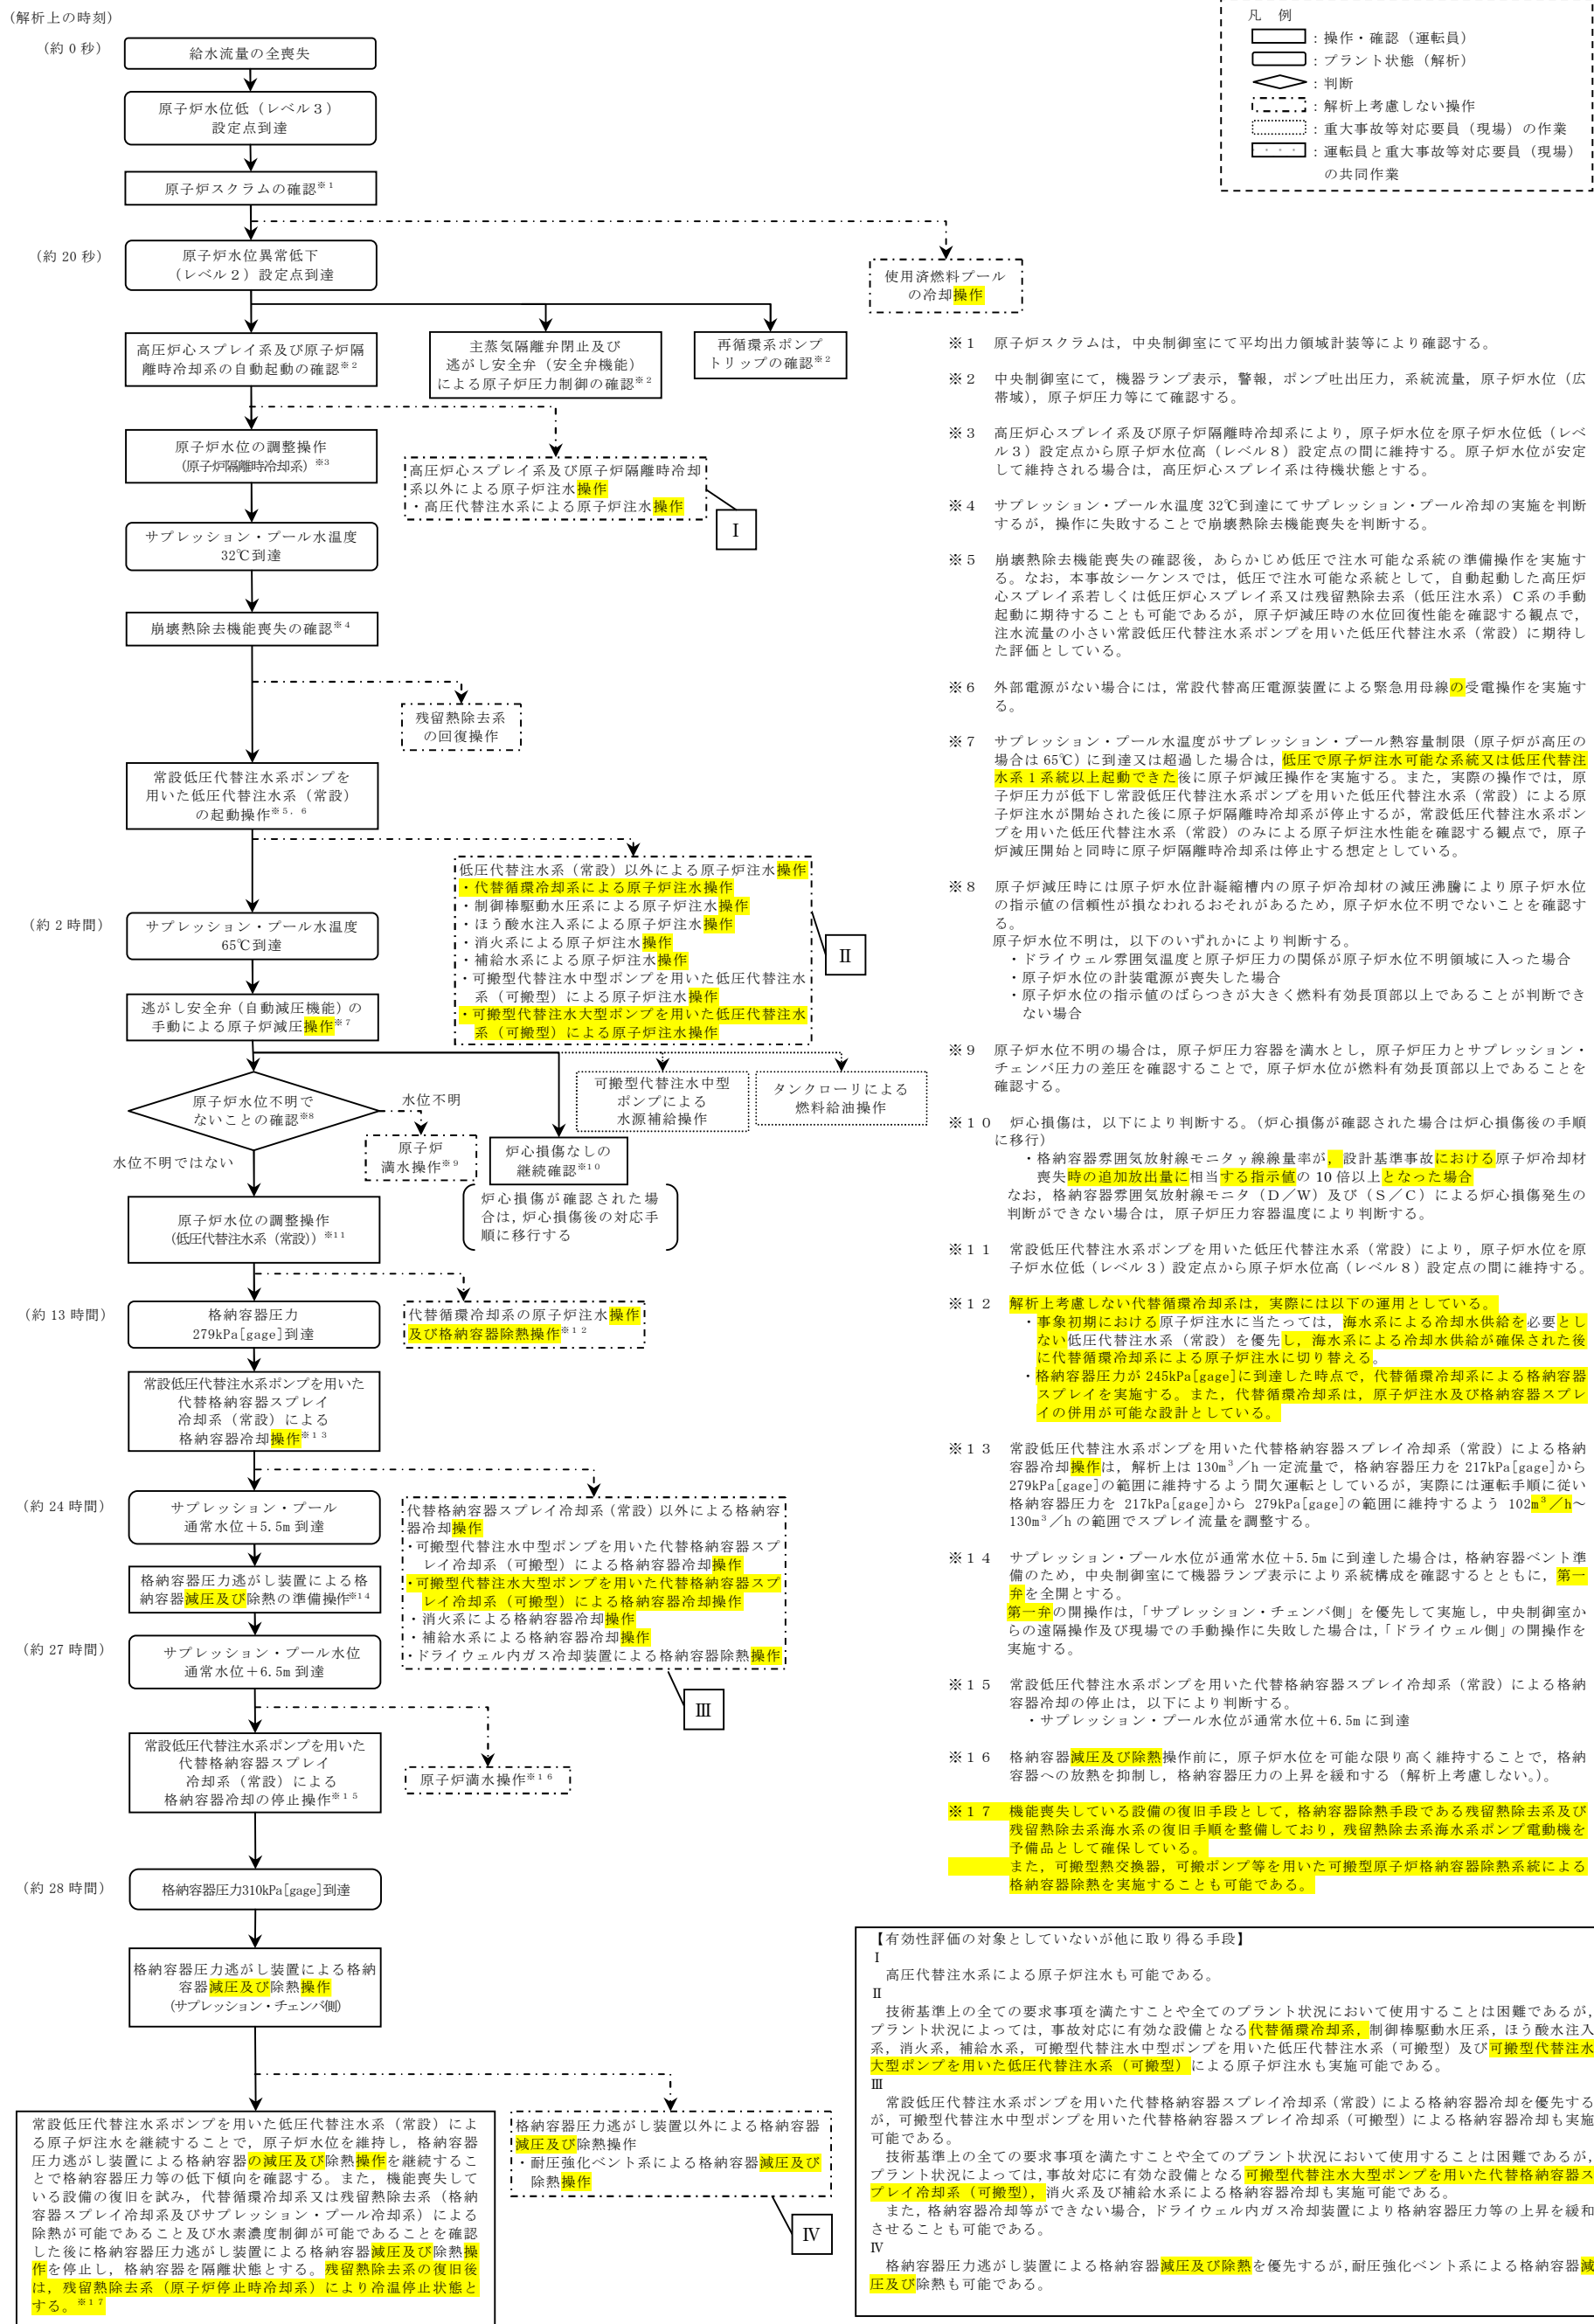 (解析上の時刻)
(約 0 秒)
給水流量の全喪失
原子炉水位低(レベル3)
設定点到達
原子炉スクラムの確認※1
(約 20 秒)
原子炉水位異常低下
(レベル2)設定点到達
使用済燃料プール
の冷却操作
高圧炉心スプレイ系及び原子炉隔
離時冷却系の自動起動の確認※2
主蒸気隔離弁閉止及び
逃がし安全弁(安全弁機能)
による原子炉圧力制御の確認※2
再循環系ポンプ
トリップの確認※2
原子炉水位の調整操作
(原子炉隔離時冷却系)※3
高圧炉心スプレイ系及び原子炉隔離時冷却
系以外による原子炉注水操作
・高圧代替注水系による原子炉注水操作
Ⅰ
サプレッション・プール水温度
32℃到達
崩壊熱除去機能喪失の確認※4
残留熱除去系
の回復操作
常設低圧代替注水系ポンプを
用いた低圧代替注水系(常設)
の起動操作※5,6
低圧代替注水系(常設)以外による原子炉注水操作
・代替循環冷却系による原子炉注水操作
・制御棒駆動水圧系による原子炉注水操作
・ほう酸水注入系による原子炉注水操作
・消火系による原子炉注水操作
・補給水系による原子炉注水操作
・可搬型代替注水中型ポンプを用いた低圧代替注水
系(可搬型)による原子炉注水操作
・可搬型代替注水大型ポンプを用いた低圧代替注水
系(可搬型)による原子炉注水操作
Ⅱ
(約 2 時間)
サプレッション・プール水温度
65℃到達
逃がし安全弁(自動減圧機能)の
手動による原子炉減圧操作※7
原子炉水位不明で
ないことの確認※8
水位不明
原子炉
満水操作※9
水位不明ではない
炉心損傷なしの
継続確認※10
炉心損傷が確認された場
合は,炉心損傷後の対応手
順に移行する
可搬型代替注水中型
ポンプによる
水源補給操作
タンクローリによる
燃料給油操作
原子炉水位の調整操作
(低圧代替注水系(常設))※11
(約 13 時間)
格納容器圧力
279kPa[gage]到達
代替循環冷却系の原子炉注水操作
及び格納容器除熱操作※12
常設低圧代替注水系ポンプを用いた
代替格納容器スプレイ
冷却系(常設)による
格納容器冷却操作※13
(約 24 時間)
サプレッション・プール
通常水位+5.5m 到達
代替格納容器スプレイ冷却系(常設)以外による格納容
器冷却操作
・可搬型代替注水中型ポンプを用いた代替格納容器スプ
レイ冷却系(可搬型)による格納容器冷却操作
・可搬型代替注水大型ポンプを用いた代替格納容器スプ
レイ冷却系(可搬型)による格納容器冷却操作
・消火系による格納容器冷却操作
・補給水系による格納容器冷却操作
・ドライウェル内ガス冷却装置による格納容器除熱操作
Ⅲ
格納容器圧力逃がし装置による格
納容器減圧及び除熱の準備操作※14
(約 27 時間)
サプレッション・プール水位
通常水位+6.5m 到達
常設低圧代替注水系ポンプを用いた
代替格納容器スプレイ
冷却系(常設)による
格納容器冷却の停止操作※15
原子炉満水操作※16
(約 28 時間)
格納容器圧力310kPa[gage]到達
格納容器圧力逃がし装置による格納
容器減圧及び除熱操作
(サプレッション・チェンバ側)
常設低圧代替注水系ポンプを用いた低圧代替注水系(常設)によ
る原子炉注水を継続することで,原子炉水位を維持し,格納容器
圧力逃がし装置による格納容器の減圧及び除熱操作を継続するこ
とで格納容器圧力等の低下傾向を確認する。また,機能喪失して
いる設備の復旧を試み,代替循環冷却系又は残留熱除去系(格納
容器スプレイ冷却系及びサプレッション・プール冷却系)による
除熱が可能であること及び水素濃度制御が可能であることを確認
した後に格納容器圧力逃がし装置による格納容器減圧及び除熱操
作を停止し,格納容器を隔離状態とする。残留熱除去系の復旧後
は,残留熱除去系(原子炉停止時冷却系)により冷温停止状態と
する。※17
格納容器圧力逃がし装置以外による格納容器
減圧及び除熱操作
・耐圧強化ベント系による格納容器減圧及び
除熱操作
Ⅳ
凡 例
:操作・確認(運転員)
:プラント状態(解析)
:判断
:解析上考慮しない操作
:重大事故等対応要員(現場)の作業
:運転員と重大事故等対応要員(現場)
の共同作業
※1 原子炉スクラムは,中央制御室にて平均出力領域計装等により確認する。
※2 中央制御室にて,機器ランプ表示,警報,ポンプ吐出圧力,系統流量,原子炉水位(広
帯域),原子炉圧力等にて確認する。
※3 高圧炉心スプレイ系及び原子炉隔離時冷却系により,原子炉水位を原子炉水位低(レベ
ル3)設定点から原子炉水位高(レベル8)設定点の間に維持する。原子炉水位が安定
して維持される場合は,高圧炉心スプレイ系は待機状態とする。
※4 サプレッション・プール水温度 32℃到達にてサプレッション・プール冷却の実施を判断
するが,操作に失敗することで崩壊熱除去機能喪失を判断する。
※5 崩壊熱除去機能喪失の確認後,あらかじめ低圧で注水可能な系統の準備操作を実施す
る。なお,本事故シーケンスでは,低圧で注水可能な系統として,自動起動した高圧炉
心スプレイ系若しくは低圧炉心スプレイ系又は残留熱除去系(低圧注水系)C系の手動
起動に期待することも可能であるが,原子炉減圧時の水位回復性能を確認する観点で,
注水流量の小さい常設低圧代替注水系ポンプを用いた低圧代替注水系(常設)に期待し
た評価としている。
※6 外部電源がない場合には,常設代替高圧電源装置による緊急用母線の受電操作を実施す
る。
※7 サプレッション・プール水温度がサプレッション・プール熱容量制限(原子炉が高圧の
場合は 65℃)に到達又は超過した場合は,低圧で原子炉注水可能な系統又は低圧代替注
水系1系統以上起動できた後に原子炉減圧操作を実施する。また,実際の操作では,原
子炉圧力が低下し常設低圧代替注水系ポンプを用いた低圧代替注水系(常設)による原
子炉注水が開始された後に原子炉隔離時冷却系が停止するが,常設低圧代替注水系ポン
プを用いた低圧代替注水系(常設)のみによる原子炉注水性能を確認する観点で,原子
炉減圧開始と同時に原子炉隔離時冷却系は停止する想定としている。
※8 原子炉減圧時には原子炉水位計凝縮槽内の原子炉冷却材の減圧沸騰により原子炉水位
の指示値の信頼性が損なわれるおそれがあるため,原子炉水位不明でないことを確認す
る。
原子炉水位不明は,以下のいずれかにより判断する。
・ドライウェル雰囲気温度と原子炉圧力の関係が原子炉水位不明領域に入った場合
・原子炉水位の計装電源が喪失した場合
・原子炉水位の指示値のばらつきが大きく燃料有効長頂部以上であることが判断でき
ない場合
※9 原子炉水位不明の場合は,原子炉圧力容器を満水とし,原子炉圧力とサプレッション・
チェンバ圧力の差圧を確認することで,原子炉水位が燃料有効長頂部以上であることを
確認する。
※10 炉心損傷は,以下により判断する。(炉心損傷が確認された場合は炉心損傷後の手順
に移行)
・格納容器雰囲気放射線モニタγ線線量率が,設計基準事故における原子炉冷却材
喪失時の追加放出量に相当する指示値の 10 倍以上となった場合
なお,格納容器雰囲気放射線モニタ(D/W)及び(S/C)による炉心損傷発生の
判断ができない場合は,原子炉圧力容器温度により判断する。
※11 常設低圧代替注水系ポンプを用いた低圧代替注水系(常設)により,原子炉水位を原
子炉水位低(レベル3)設定点から原子炉水位高(レベル8)設定点の間に維持する。
※12 解析上考慮しない代替循環冷却系は,実際には以下の運用としている。
・事象初期における原子炉注水に当たっては,海水系による冷却水供給を必要とし
ない低圧代替注水系(常設)を優先し,海水系による冷却水供給が確保された後
に代替循環冷却系による原子炉注水に切り替える。
・格納容器圧力が 245kPa[gage]に到達した時点で,代替循環冷却系による格納容器
スプレイを実施する。また,代替循環冷却系は,原子炉注水及び格納容器スプレ
イの併用が可能な設計としている。
※13 常設低圧代替注水系ポンプを用いた代替格納容器スプレイ冷却系(常設)による格納
容器冷却操作は,解析上は 130m³/h 一定流量で,格納容器圧力を 217kPa[gage]から
279kPa[gage]の範囲に維持するよう間欠運転としているが,実際には運転手順に従い
格納容器圧力を 217kPa[gage]から 279kPa[gage]の範囲に維持するよう 102m³/h~
130m³/h の範囲でスプレイ流量を調整する。
※14 サプレッション・プール水位が通常水位+5.5m に到達した場合は,格納容器ベント準
備のため,中央制御室にて機器ランプ表示により系統構成を確認するとともに,第一
弁を全開とする。
第一弁の開操作は,「サプレッション・チェンバ側」を優先して実施し,中央制御室か
らの遠隔操作及び現場での手動操作に失敗した場合は,「ドライウェル側」の開操作を
実施する。
※15 常設低圧代替注水系ポンプを用いた代替格納容器スプレイ冷却系(常設)による格納
容器冷却の停止は,以下により判断する。
・サプレッション・プール水位が通常水位+6.5m に到達
※16 格納容器減圧及び除熱操作前に,原子炉水位を可能な限り高く維持することで,格納
容器への放熱を抑制し,格納容器圧力の上昇を緩和する(解析上考慮しない。)。
※17 機能喪失している設備の復旧手段として,格納容器除熱手段である残留熱除去系及び
残留熱除去系海水系の復旧手順を整備しており,残留熱除去系海水系ポンプ電動機を
予備品として確保している。
また,可搬型熱交換器,可搬ポンプ等を用いた可搬型原子炉格納容器除熱系統による
格納容器除熱を実施することも可能である。
【有効性評価の対象としていないが他に取り得る手段】
Ⅰ
高圧代替注水系による原子炉注水も可能である。
Ⅱ
技術基準上の全ての要求事項を満たすことや全てのプラント状況において使用することは困難であるが,
プラント状況によっては,事故対応に有効な設備となる代替循環冷却系,制御棒駆動水圧系,ほう酸水注入
系,消火系,補給水系,可搬型代替注水中型ポンプを用いた低圧代替注水系(可搬型)及び可搬型代替注水
大型ポンプを用いた低圧代替注水系(可搬型)による原子炉注水も実施可能である。
Ⅲ
常設低圧代替注水系ポンプを用いた代替格納容器スプレイ冷却系(常設)による格納容器冷却を優先する
が,可搬型代替注水中型ポンプを用いた代替格納容器スプレイ冷却系(可搬型)による格納容器冷却も実施
可能である。
技術基準上の全ての要求事項を満たすことや全てのプラント状況において使用することは困難であるが,
プラント状況によっては,事故対応に有効な設備となる可搬型代替注水大型ポンプを用いた代替格納容器ス
プレイ冷却系(可搬型),消火系及び補給水系による格納容器冷却も実施可能である。
また,格納容器冷却等ができない場合,ドライウェル内ガス冷却装置により格納容器圧力等の上昇を緩和
させることも可能である。
Ⅳ
格納容器圧力逃がし装置による格納容器減圧及び除熱を優先するが,耐圧強化ベント系による格納容器減
圧及び除熱も可能である。